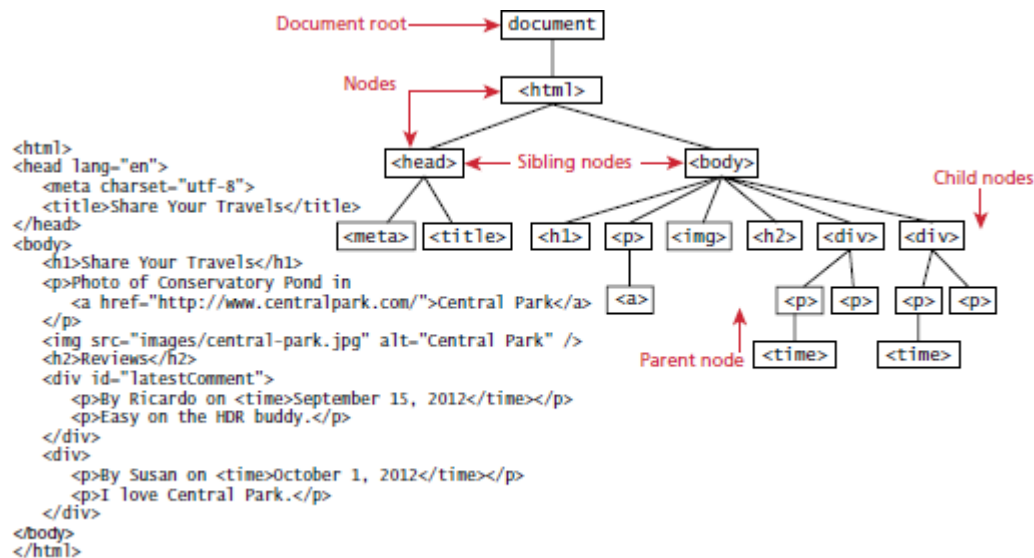 Document root
document
Nodes
<html>
<head>
Sibling nodes
<body>
Child nodes
<meta>
<title>
<h1>
<p>
<img>
<h2>
<div>
<div>
<a>
<p>
<p>
<p>
<p>
Parent node
<time>
<time>
<html>
<head lang="en">
<meta charset="utf-8">
<title>Share Your Travels</title>
</head>
<body>
<h1>Share Your Travels</h1>
<p>Photo of Conservatory Pond in
<a href="http://www.centralpark.com/">Central Park</a>
</p>
<img src="images/central-park.jpg" alt="Central Park" />
<h2>Reviews</h2>
<div id="latestComment">
<p>By Ricardo on <time>September 15, 2012</time></p>
<p>Easy on the HDR buddy.</p>
</div>
<div>
<p>By Susan on <time>October 1, 2012</time></p>
<p>I love Central Park.</p>
</div>
</body>
</html>